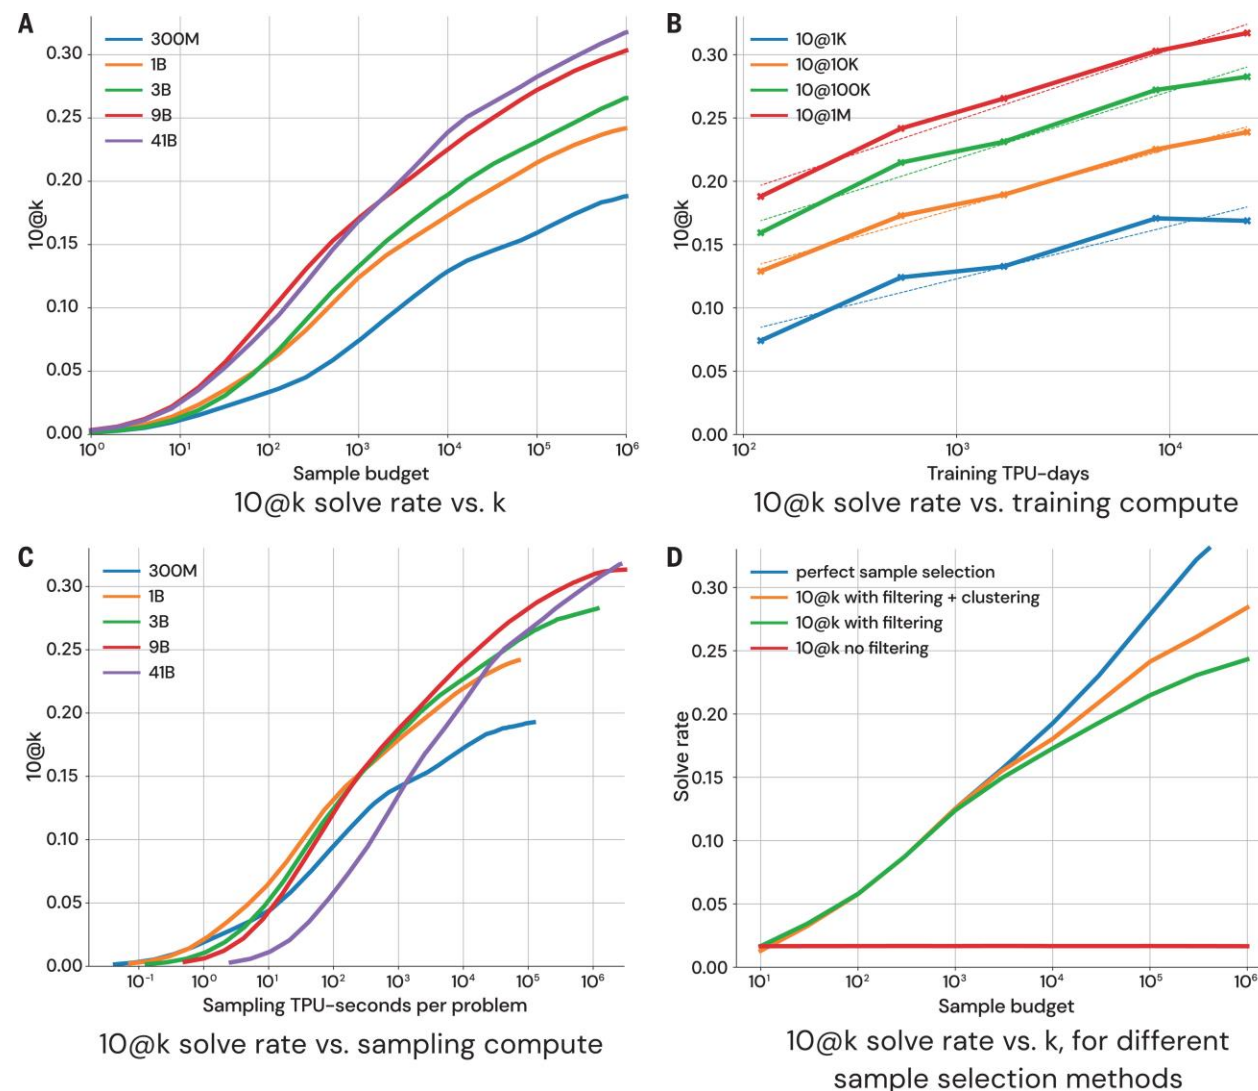 A
10@k
0.30
0.25
0.20
0.15
0.10
0.05
0.00
300M
1B
3B
9B
41B
10⁰ 10¹ 10² 10³ 10⁴ 10⁵ 10⁶
Sample budget
10@k solve rate vs. k
B
10@k
0.30
0.25
0.20
0.15
0.10
0.05
0.00
10@1K
10@10K
10@100K
10@1M
10² 10³ 10⁴
Training TPU-days
10@k solve rate vs. training compute
C
10@k
0.30
0.25
0.20
0.15
0.10
0.05
0.00
300M
1B
3B
9B
41B
10⁻¹ 10⁰ 10¹ 10² 10³ 10⁴ 10⁵ 10⁶
Sampling TPU-seconds per problem
10@k solve rate vs. sampling compute
D
Solve rate
0.30
0.25
0.20
0.15
0.10
0.05
0.00
perfect sample selection
10@k with filtering + clustering
10@k with filtering
10@k no filtering
10¹ 10² 10³ 10⁴ 10⁵ 10⁶
Sample budget
10@k solve rate vs. k, for different
sample selection methods